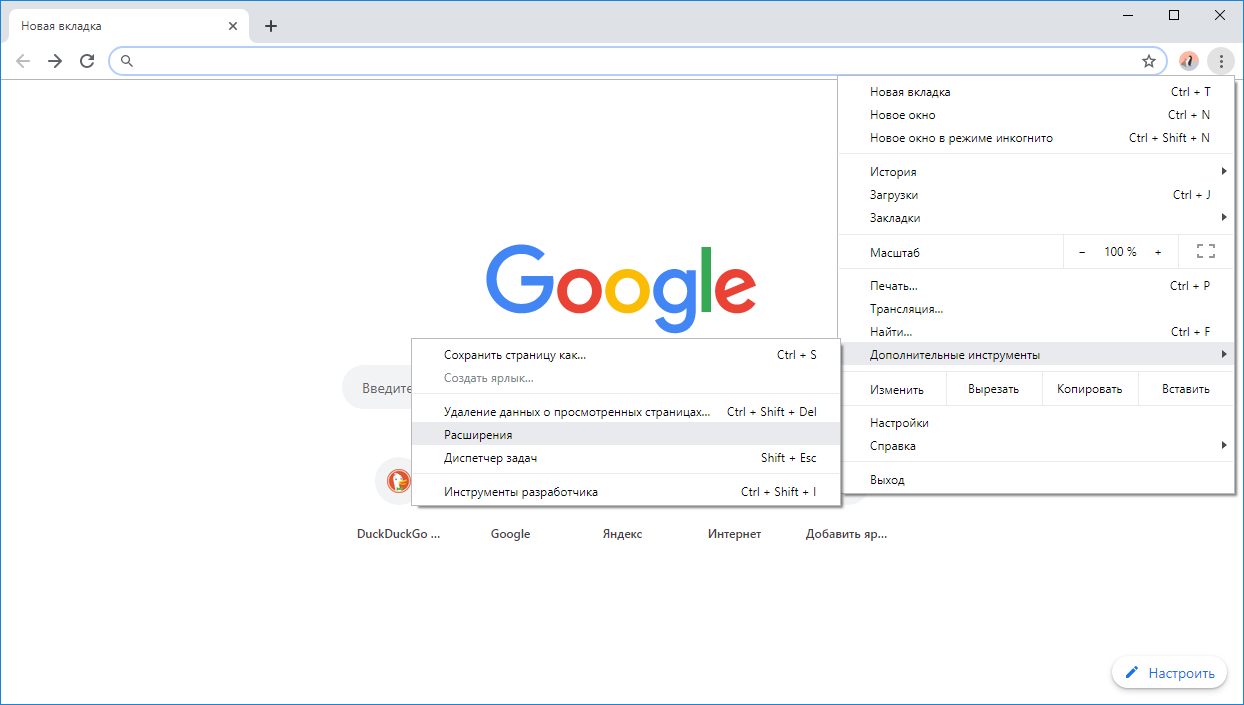 Новая вкладка
Новая вкладка Ctrl + T
Новое окно Ctrl + N
Новое окно в режиме инкогнито Ctrl + Shift + N
История
Загрузки Ctrl + J
Закладки
Масштаб − 100 % +
Печать... Ctrl + P
Трансляция...
Найти... Ctrl + F
Дополнительные инструменты
Изменить Вырезать Копировать Вставить
Настройки
Справка
Выход
Google
Введите
Сохранить страницу как... Ctrl + S
Создать ярлык...
Удаление данных о просмотренных страницах... Ctrl + Shift + Del
Расширения
Диспетчер задач Shift + Esc
Инструменты разработчика Ctrl + Shift + I
DuckDuckGo ... Google Яндекс Интернет Добавить яр...
Настроить